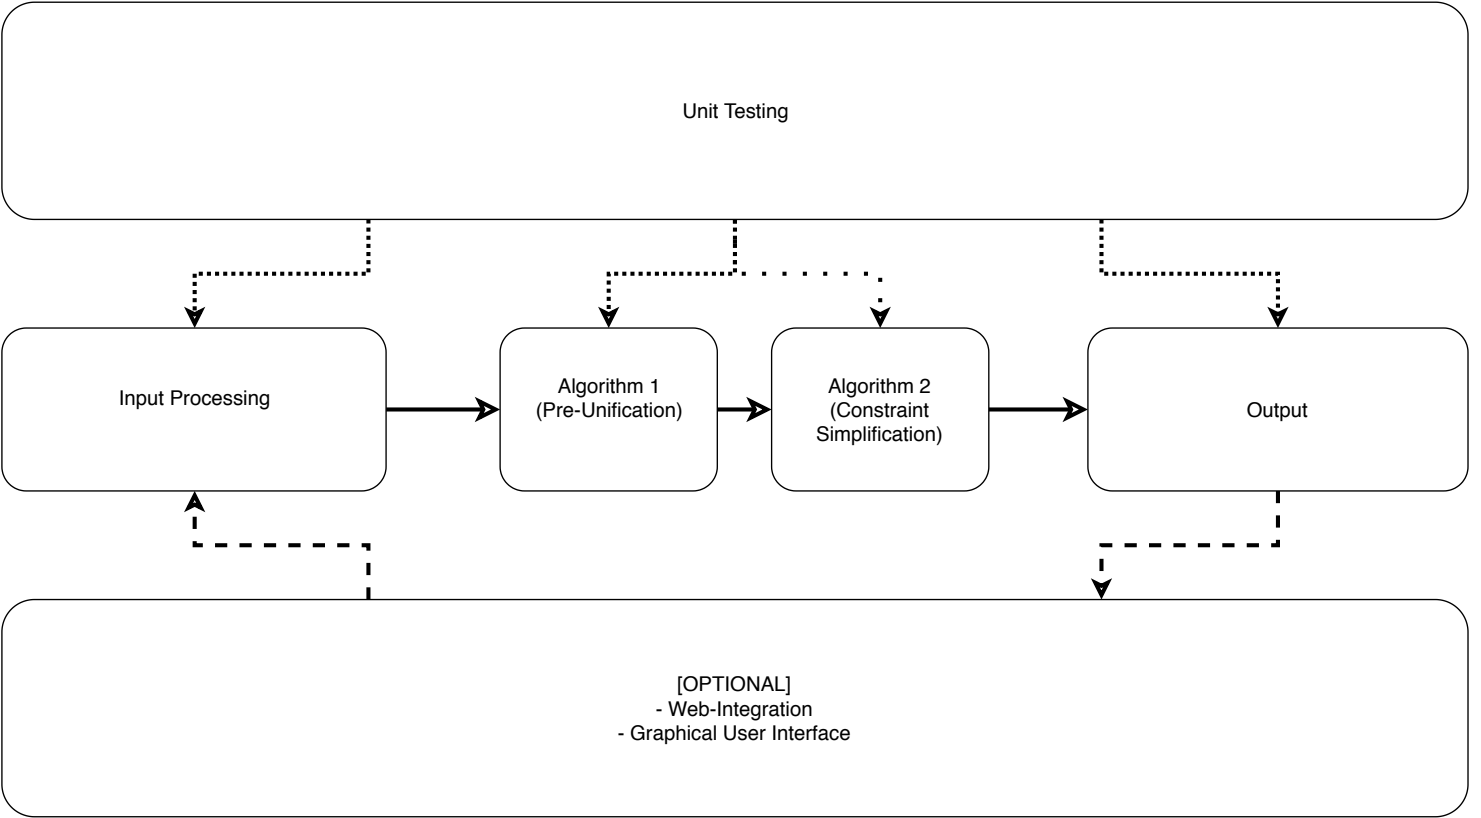 Unit Testing
Input Processing
Algorithm 1
(Pre-Unification)
Algorithm 2
(Constraint
Simplification)
Output
[OPTIONAL]
- Web-Integration
- Graphical User Interface